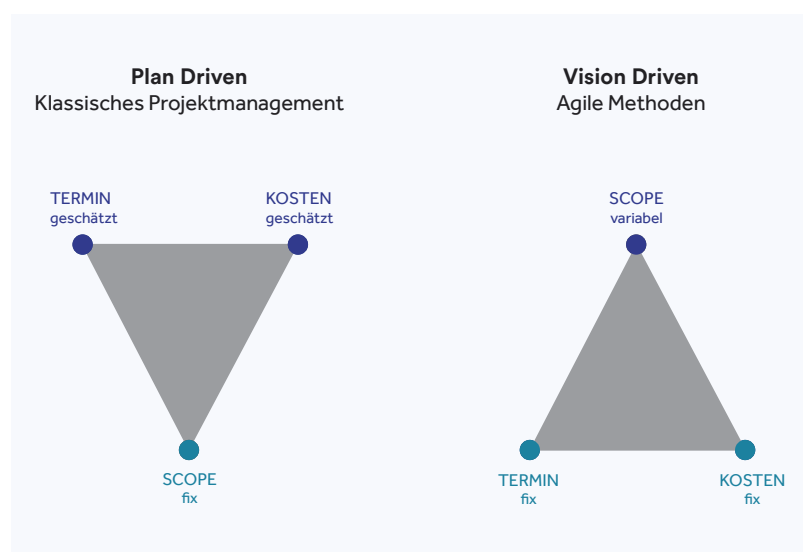 Plan Driven
Klassisches Projektmanagement
TERMIN
geschätzt
KOSTEN
geschätzt
SCOPE
fix
Vision Driven
Agile Methoden
SCOPE
variabel
TERMIN
fix
KOSTEN
fix